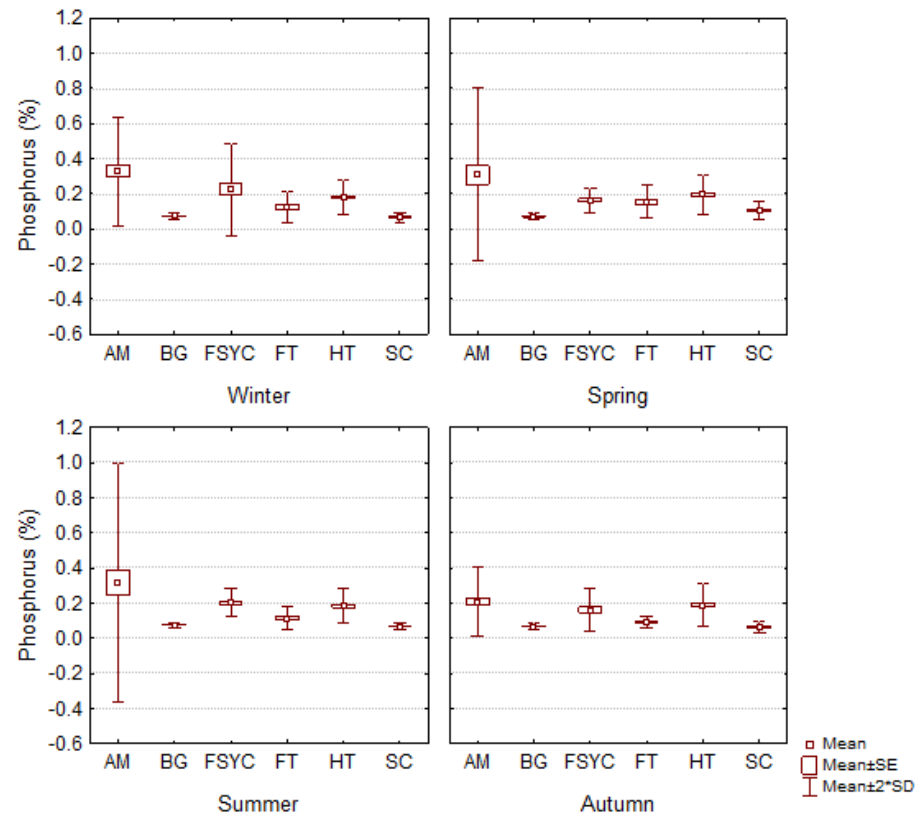 1.2
1.0
0.8
0.6
0.4
0.2
0.0
-0.2
-0.4
-0.6
Phosphorus (%)
AM BG FSYC FT HT SC
Winter
AM BG FSYC FT HT SC
Spring
1.2
1.0
0.8
0.6
0.4
0.2
0.0
-0.2
-0.4
-0.6
Phosphorus (%)
AM BG FSYC FT HT SC
Summer
AM BG FSYC FT HT SC
Autumn
Mean
Mean±SE
Mean±2*SD